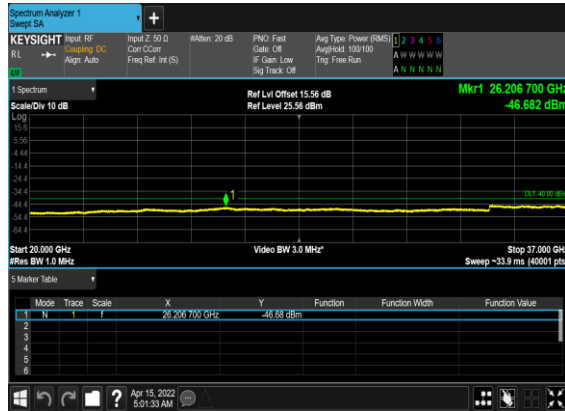 Spectrum Analyzer 1
Swept SA
+
KEYSIGHT Input: RF Input Z: 50 Ω #Atten: 20 dB PNO: Fast Avg Type: Power (RMS) 1 2 3 4 5 6
RL Coupling: DC Corr CCorr Gate: Off Avg|Hold: 100/100 A W W W W W
Align: Auto Freq Ref: Int (S) IF Gain: Low Trig: Free Run
Sig Track: Off A N N N N N
1 Spectrum Ref Lvl Offset 15.56 dB Mkr1 26.206 700 GHz
Scale/Div 10 dB Ref Level 25.56 dBm -46.682 dBm
Log
15.6
5.56
-4.44
-14.4
-24.4
-34.4 1 DL1 -40.00 dBm
-44.4
-54.4
-64.4
Start 20.000 GHz Video BW 3.0 MHz* Stop 37.000 GHz
#Res BW 1.0 MHz Sweep ~33.9 ms (40001 pts)
5 Marker Table
Mode Trace Scale X Y Function Function Width Function Value
1 N 1 f 26.206 700 GHz -46.68 dBm
2
3
4
5
6
? Apr 15, 2022
5:01:33 AM